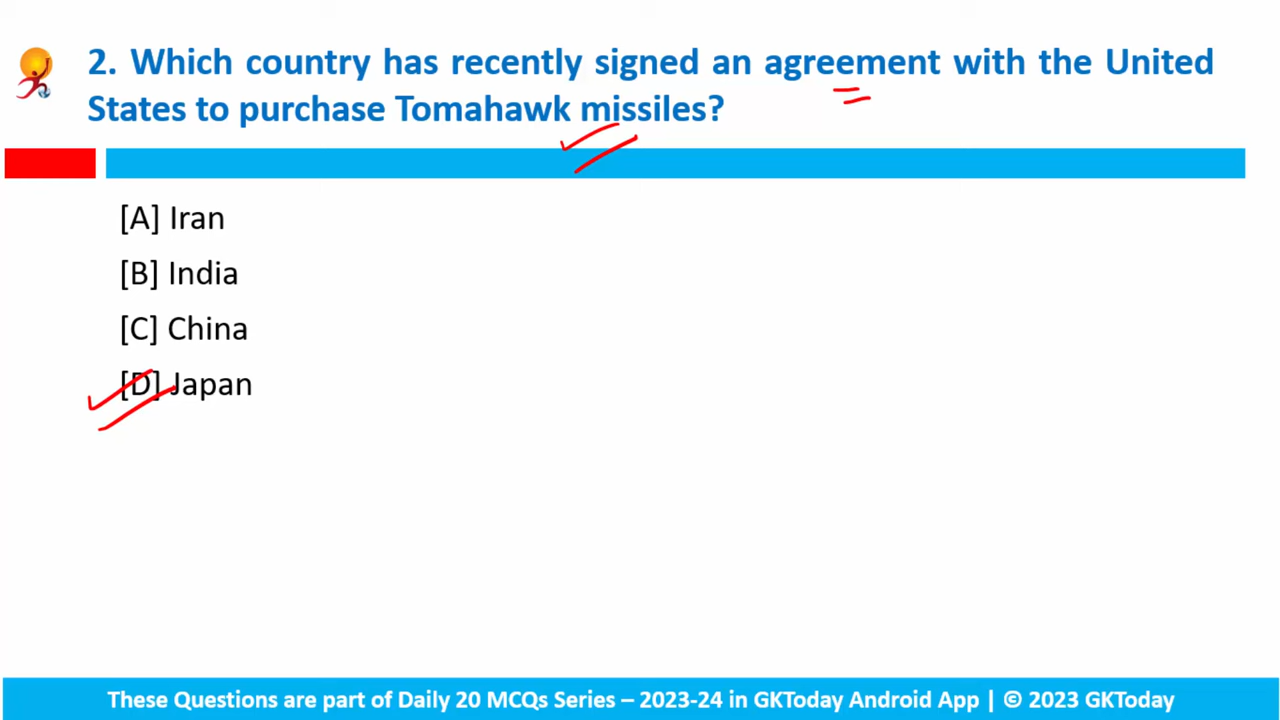 2. Which country has recently signed an agreement with the United
States to purchase Tomahawk missiles?
[A] Iran
[B] India
[C] China
[D] Japan
These Questions are part of Daily 20 MCQs Series – 2023-24 in GKToday Android App | © 2023 GKToday